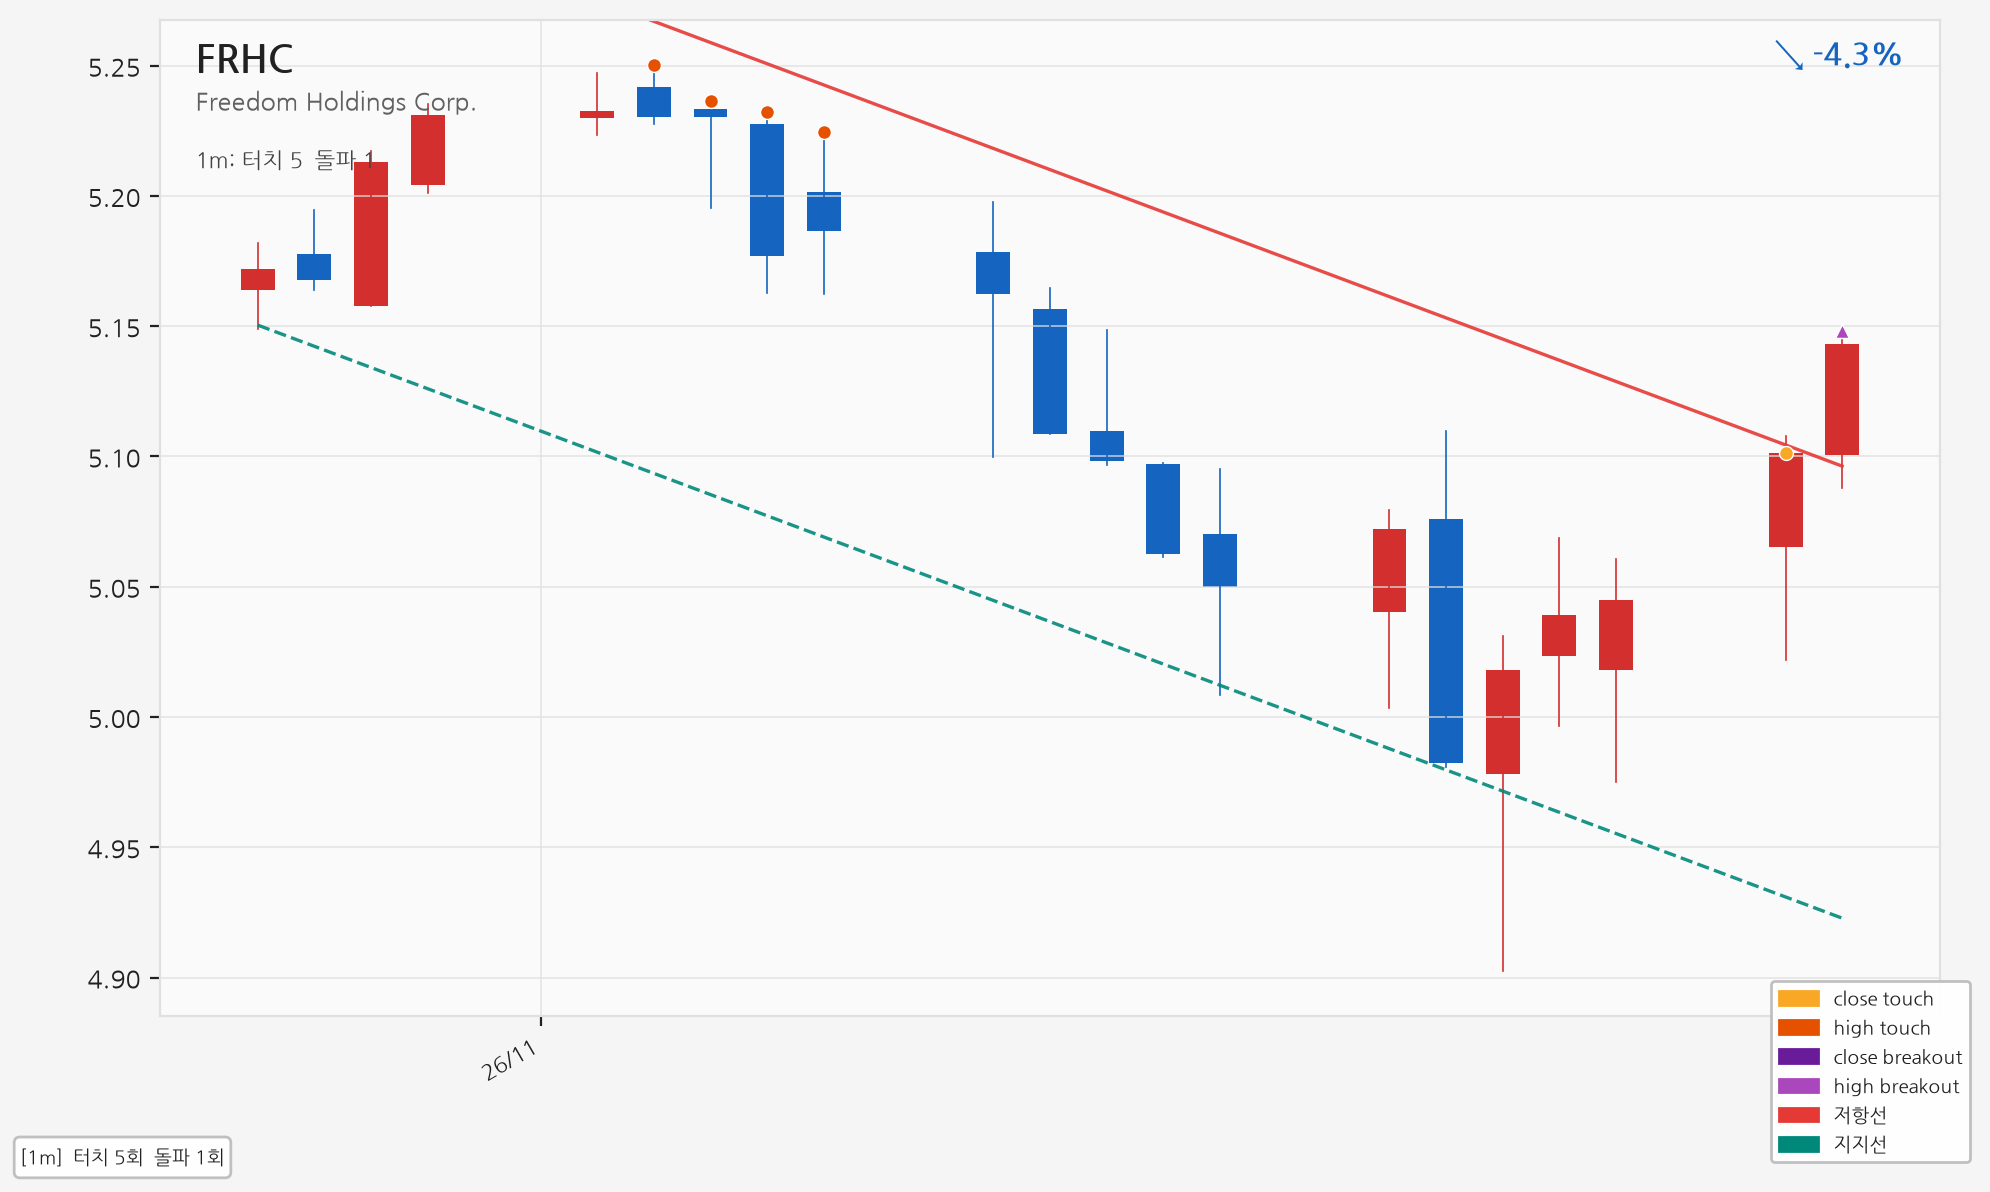 FRHC
Freedom Holdings Corp.
1m: 터치 5 돌파 1
-4.3%
5.25
5.20
5.15
5.10
5.05
5.00
4.95
4.90
26/11
close touch
high touch
close breakout
high breakout
저항선
지지선
[1m] 터치 5회 돌파 1회